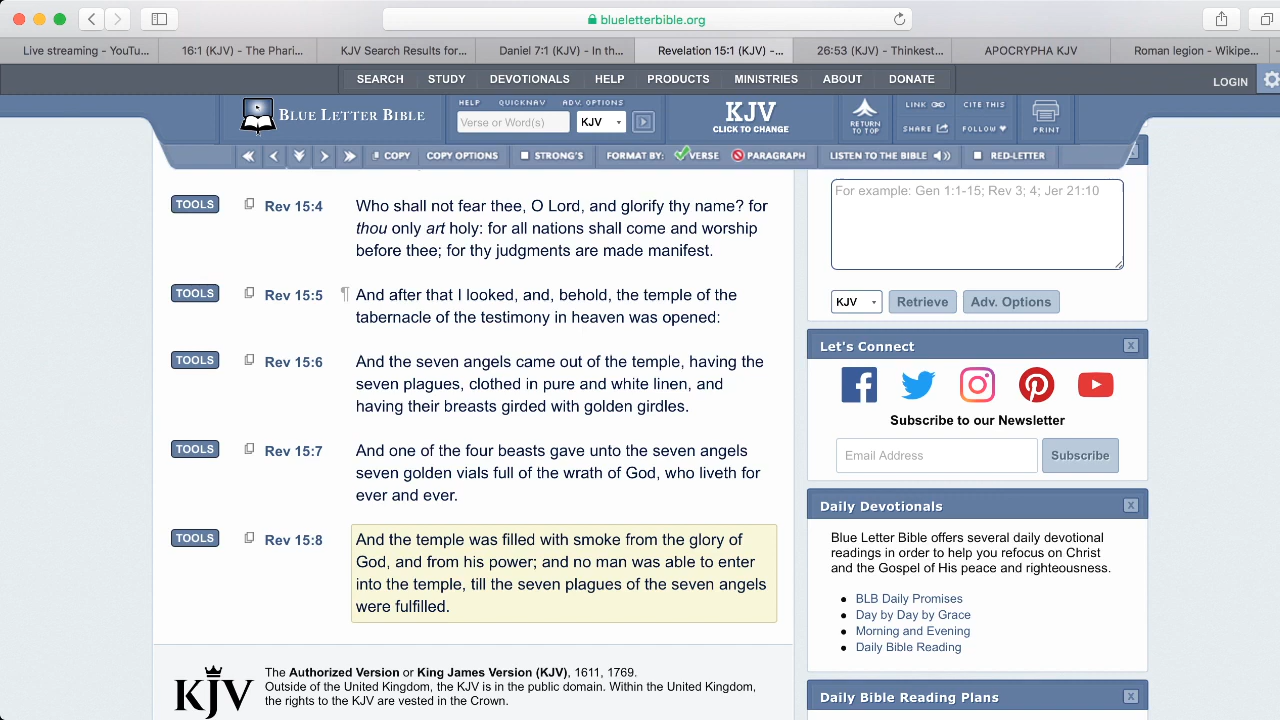 blueletterbible.org
Live streaming - YouTu...
16:1 (KJV) - The Phari...
KJV Search Results for...
Daniel 7:1 (KJV) - In th...
Revelation 15:1 (KJV) -...
26:53 (KJV) - Thinkest...
APOCRYPHA KJV
Roman legion - Wikipe...
SEARCH STUDY DEVOTIONALS HELP PRODUCTS MINISTRIES ABOUT DONATE
LOGIN
BLUE LETTER BIBLE
HELP QUICKNAV ADV. OPTIONS
Verse or Word(s) KJV
KJV
CLICK TO CHANGE
RETURN
TO TOP
LINK CITE THIS
SHARE FOLLOW
PRINT
COPY COPY OPTIONS STRONG'S FORMAT BY: VERSE PARAGRAPH LISTEN TO THE BIBLE RED-LETTER
TOOLS Rev 15:4 Who shall not fear thee, O Lord, and glorify thy name? for
thou only art holy: for all nations shall come and worship
before thee; for thy judgments are made manifest.
TOOLS Rev 15:5 ¶ And after that I looked, and, behold, the temple of the
tabernacle of the testimony in heaven was opened:
TOOLS Rev 15:6 And the seven angels came out of the temple, having the
seven plagues, clothed in pure and white linen, and
having their breasts girded with golden girdles.
TOOLS Rev 15:7 And one of the four beasts gave unto the seven angels
seven golden vials full of the wrath of God, who liveth for
ever and ever.
TOOLS Rev 15:8 And the temple was filled with smoke from the glory of
God, and from his power; and no man was able to enter
into the temple, till the seven plagues of the seven angels
were fulfilled.
KJV
The Authorized Version or King James Version (KJV), 1611, 1769.
Outside of the United Kingdom, the KJV is in the public domain. Within the United Kingdom,
the rights to the KJV are vested in the Crown.
For example: Gen 1:1-15; Rev 3; 4; Jer 21:10
KJV Retrieve Adv. Options
Let's Connect X
Subscribe to our Newsletter
Email Address Subscribe
Daily Devotionals X
Blue Letter Bible offers several daily devotional
readings in order to help you refocus on Christ
and the Gospel of His peace and righteousness.
BLB Daily Promises
Day by Day by Grace
Morning and Evening
Daily Bible Reading
Daily Bible Reading Plans X